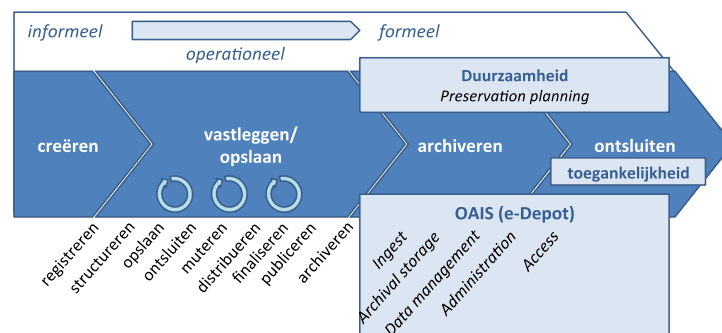 informeel
formeel
operationeel
Duurzaamheid
Preservation planning
creëren
vastleggen/
opslaan
archiveren
ontsluiten
toegankelijkheid
OAIS (e-Depot)
registreren
structureren
opslaan
ontsluiten
muteren
distribueren
finaliseren
publiceren
archiveren
Ingest
Archival storage
Data management
Administration
Access